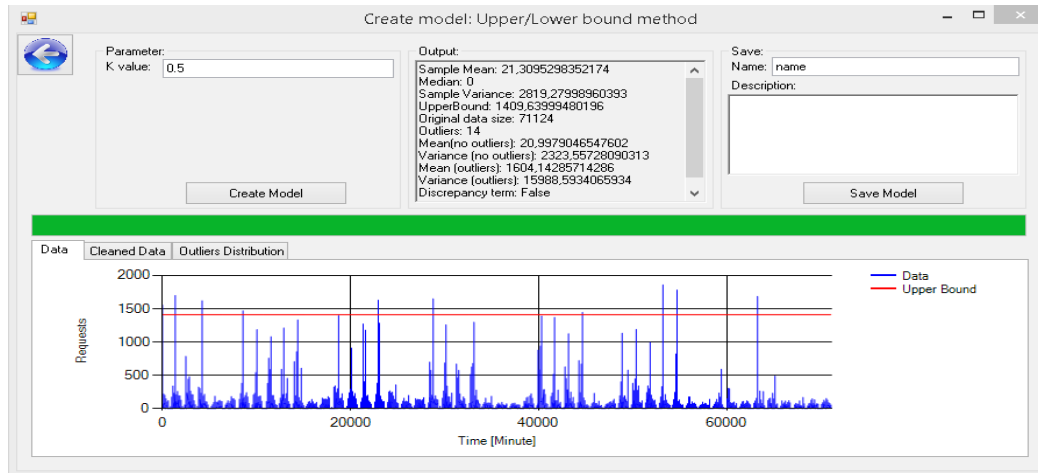 Create model: Upper/Lower bound method
Parameter:
K value: 0.5
Create Model
Output:
Sample Mean: 21,3095298352174
Median: 0
Sample Variance: 2819,27998960393
UpperBound: 1409,63999480196
Original data size: 71124
Outliers: 14
Mean(no outliers): 20,9979046547602
Variance (no outliers): 2323,55728090313
Mean (outliers): 1604,14285714286
Variance (outliers): 15988,5934065934
Discrepancy term: False
Save:
Name: name
Description:
Save Model
Data
Cleaned Data
Outliers Distribution
2000
1500
1000
500
0
Requests
0
20000
40000
60000
Time [Minute]
Data
Upper Bound